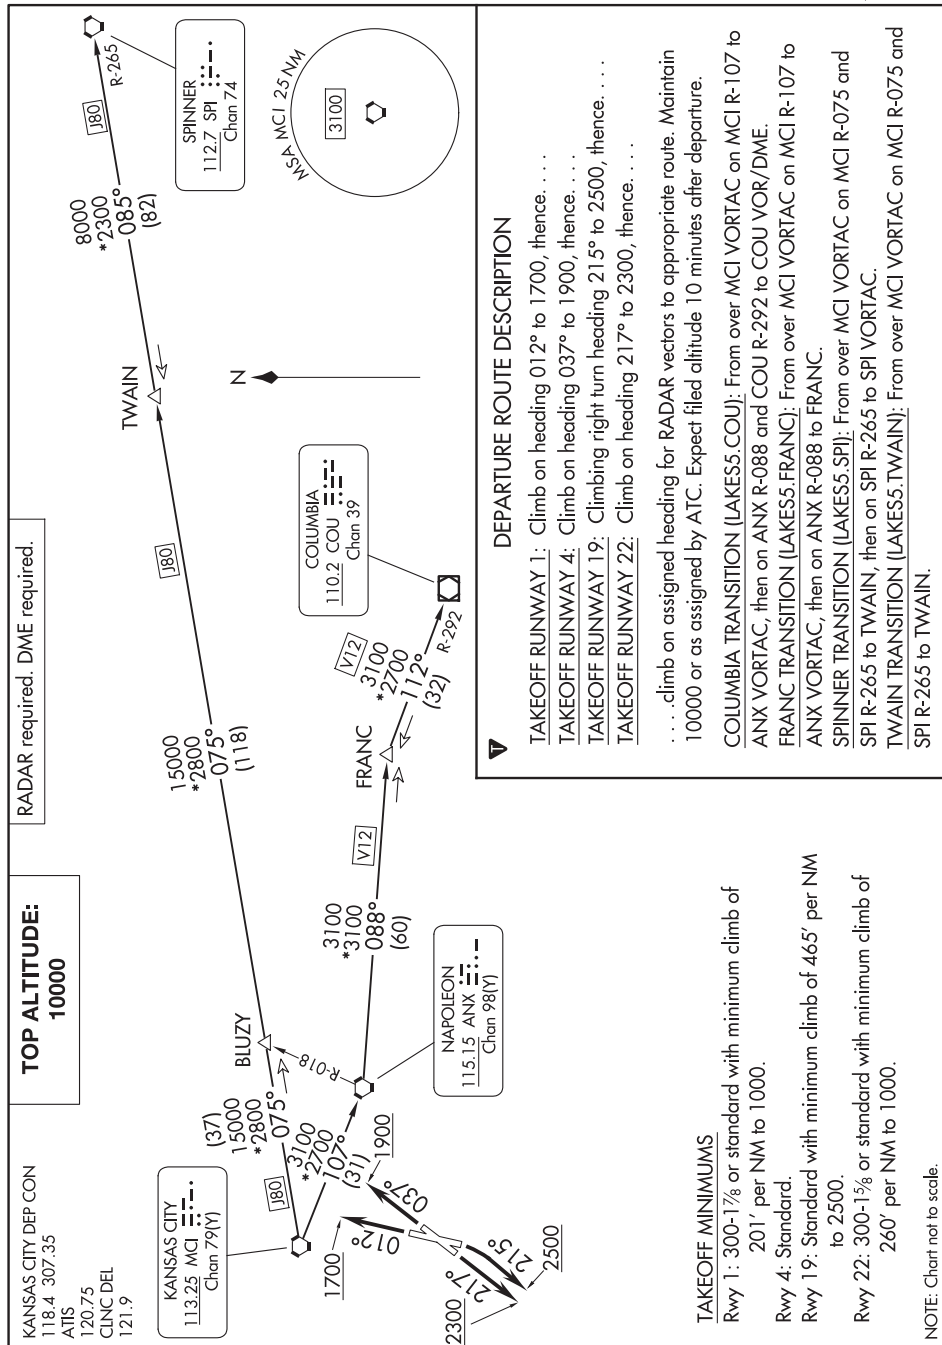 KANSAS CITY DEP CON
118.4 307.35
ATIS
120.75
CLNC DEL
121.9
TOP ALTITUDE:
10000
RADAR required. DME required.
KANSAS CITY
113.25 MCI
Chan 79(Y)
J80
(37)
15000
*2800
075°
BLUZY
R-018
3100
*2700
107°
(31)
NAPOLEON
115.15 ANX
Chan 98(Y)
15000
*2800
075°
(118)
J80
TWAIN
8000
*2300
085°
(82)
J80
R-265
SPINNER
112.7 SPI
Chan 74
MSA MCI 25 NM
3100
N
3100
*3100
088°
(60)
V12
FRANC
V12
3100
*2700
112°
(32)
R-292
COLUMBIA
110.2 COU
Chan 39
1700
012°
1900
037°
2300
217°
2500
215°
TAKEOFF MINIMUMS
Rwy 1: 300-1⅞ or standard with minimum climb of
201' per NM to 1000.
Rwy 4: Standard.
Rwy 19: Standard with minimum climb of 465' per NM
to 2500.
Rwy 22: 300-1⅝ or standard with minimum climb of
260' per NM to 1000.
NOTE: Chart not to scale.
T
DEPARTURE ROUTE DESCRIPTION
TAKEOFF RUNWAY 1: Climb on heading 012° to 1700, thence. . . .
TAKEOFF RUNWAY 4: Climb on heading 037° to 1900, thence. . . .
TAKEOFF RUNWAY 19: Climbing right turn heading 215° to 2500, thence. . . .
TAKEOFF RUNWAY 22: Climb on heading 217° to 2300, thence. . . .
. . . .climb on assigned heading for RADAR vectors to appropriate route. Maintain
10000 or as assigned by ATC. Expect filed altitude 10 minutes after departure.
COLUMBIA TRANSITION (LAKES5.COU): From over MCI VORTAC on MCI R-107 to
ANX VORTAC, then on ANX R-088 and COU R-292 to COU VOR/DME.
FRANC TRANSITION (LAKES5.FRANC): From over MCI VORTAC on MCI R-107 to
ANX VORTAC, then on ANX R-088 to FRANC.
SPINNER TRANSITION (LAKES5.SPI): From over MCI VORTAC on MCI R-075 and
SPI R-265 to TWAIN, then on SPI R-265 to SPI VORTAC.
TWAIN TRANSITION (LAKES5.TWAIN): From over MCI VORTAC on MCI R-075 and
SPI R-265 to TWAIN.